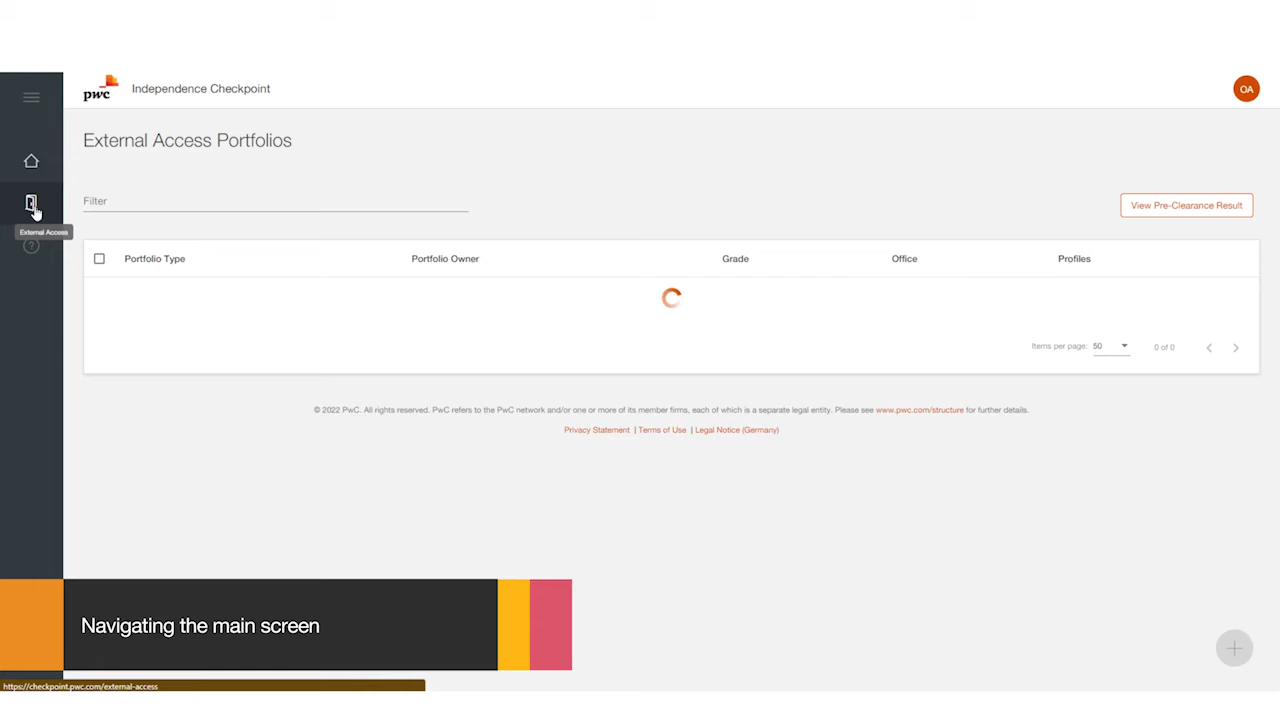 pwc
Independence Checkpoint
OA
External Access Portfolios
Filter
View Pre-Clearance Result
External Access
?
Portfolio Type Portfolio Owner Grade Office Profiles
Items per page: 50 0 of 0
© 2022 PwC. All rights reserved. PwC refers to the PwC network and/or one or more of its member firms, each of which is a separate legal entity. Please see www.pwc.com/structure for further details.
Privacy Statement | Terms of Use | Legal Notice (Germany)
Navigating the main screen
https://checkpoint.pwc.com/external-access